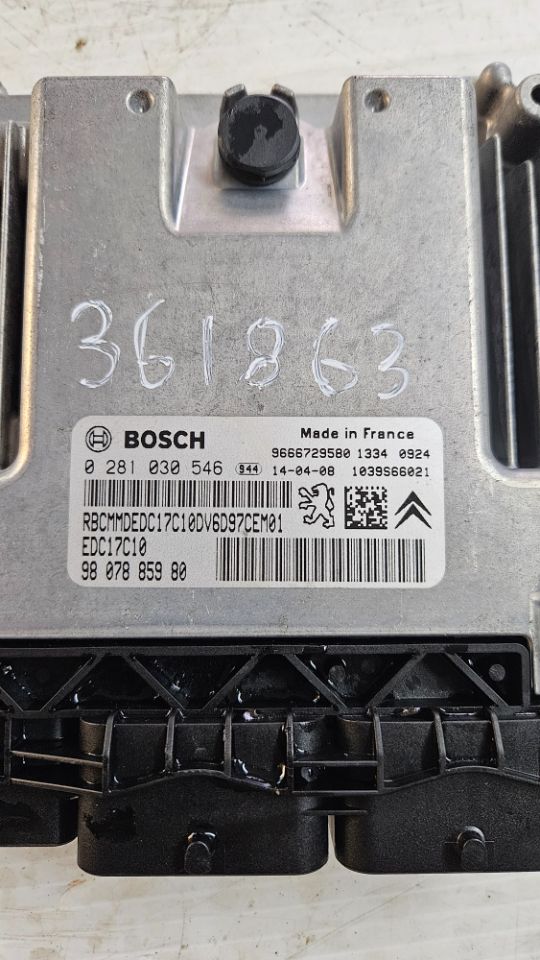 361863
BOSCH
Made in France
9666729580 1334 0924
0 281 030 546 944 14-04-08 1039S66021
RBCMMDEDC17C10DV6D97CEM01
EDC17C10
98 078 859 80